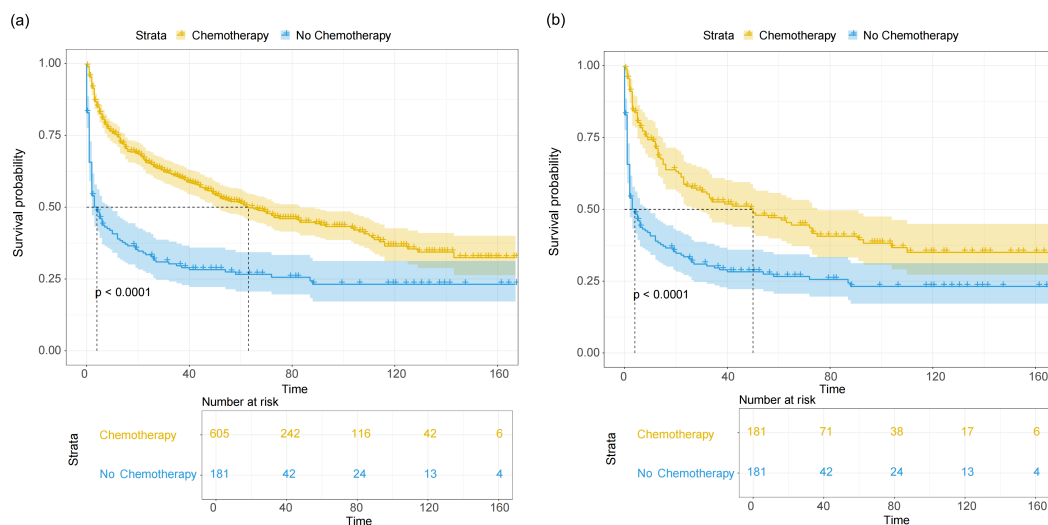 (a)
Strata Chemotherapy No Chemotherapy
1.00
0.75
0.50
0.25
0.00
Survival probability
p < 0.0001
0 40 80 120 160
Time
Number at risk
Strata
Chemotherapy 605 242 116 42 6
No Chemotherapy 181 42 24 13 4
0 40 80 120 160
Time
(b)
Strata Chemotherapy No Chemotherapy
1.00
0.75
0.50
0.25
0.00
Survival probability
p < 0.0001
0 40 80 120 160
Time
Number at risk
Strata
Chemotherapy 181 71 38 17 6
No Chemotherapy 181 42 24 13 4
0 40 80 120 160
Time